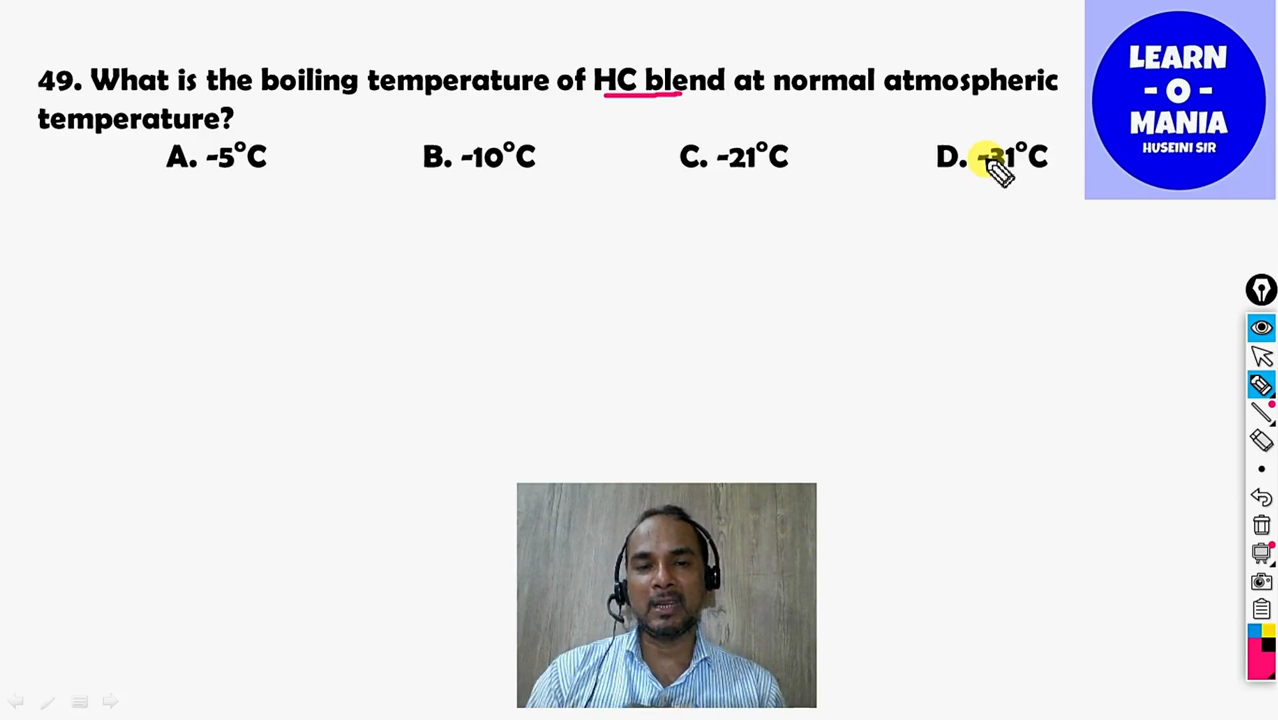 49. What is the boiling temperature of HC blend at normal atmospheric
temperature?
A. -5°C B. -10°C C. -21°C D. -31°C
LEARN
- O -
MANIA
HUSEINI SIR